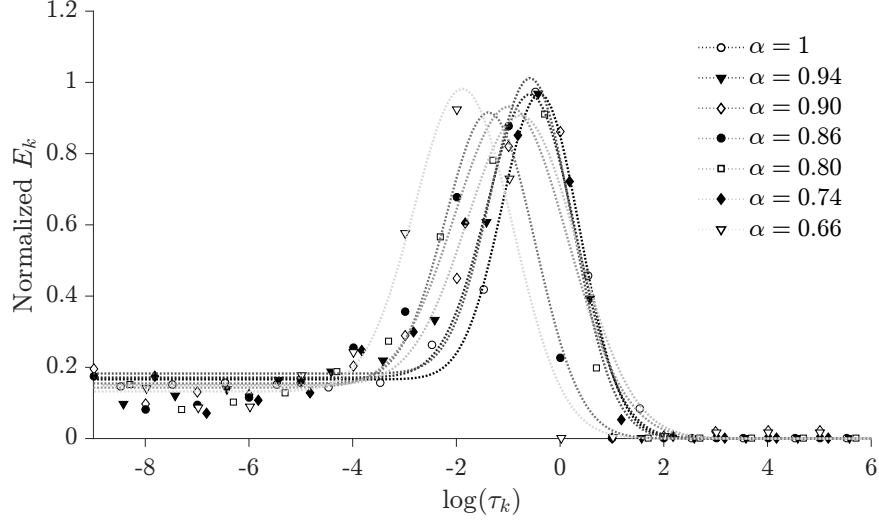 1.2
1
0.8
0.6
0.4
0.2
0
Normalized E_k
-8
-6
-4
-2
0
2
4
6
log(τ_k)
α = 1
α = 0.94
α = 0.90
α = 0.86
α = 0.80
α = 0.74
α = 0.66